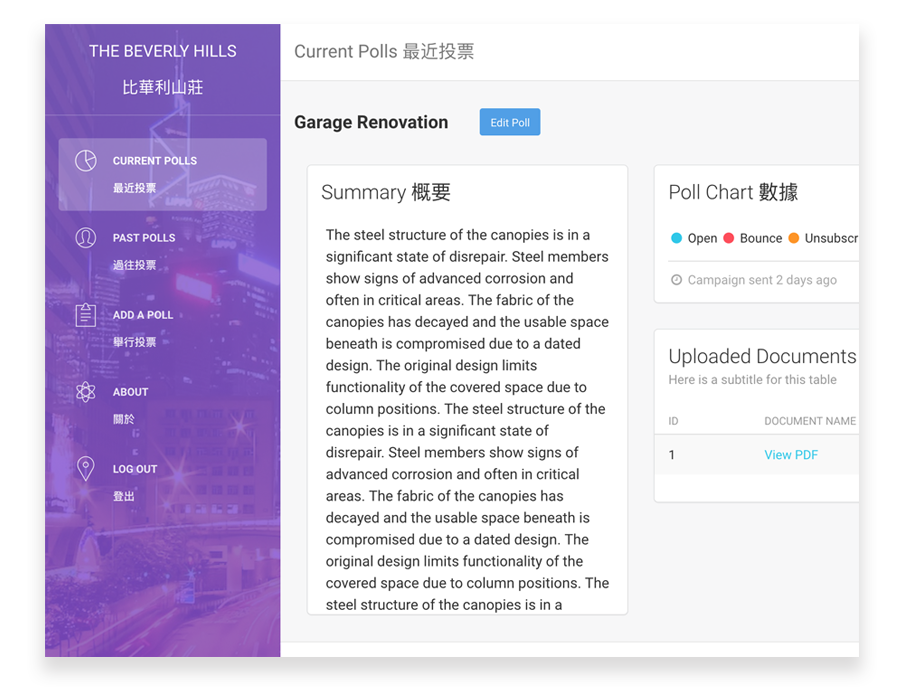 THE BEVERLY HILLS
比華利山莊
CURRENT POLLS
最近投票
PAST POLLS
過往投票
ADD A POLL
舉行投票
ABOUT
關於
LOG OUT
登出
LIPPO
LIPPO
Current Polls 最近投票
Garage Renovation
Edit Poll
Summary 概要
The steel structure of the canopies is in a
significant state of disrepair. Steel members
show signs of advanced corrosion and
often in critical areas. The fabric of the
canopies has decayed and the usable space
beneath is compromised due to a dated
design. The original design limits
functionality of the covered space due to
column positions. The steel structure of the
canopies is in a significant state of
disrepair. Steel members show signs of
advanced corrosion and often in critical
areas. The fabric of the canopies has
decayed and the usable space beneath is
compromised due to a dated design. The
original design limits functionality of the
covered space due to column positions. The
steel structure of the canopies is in a
Poll Chart 數據
Open Bounce Unsubscr
Campaign sent 2 days ago
Uploaded Documents
Here is a subtitle for this table
ID DOCUMENT NAME
1 View PDF